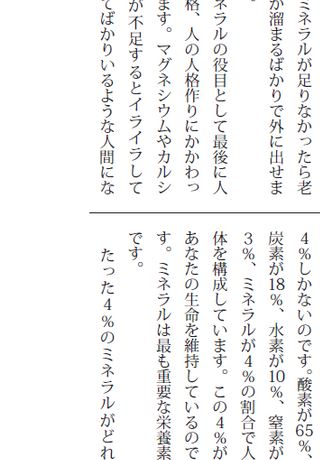 ミネラルが足りなかったら老
が溜まるばかりで外に出せま
。
ネラルの役目として最後に人
格、人の人格作りにかかわっ
ます。マグネシウムやカルシ
が不足するとイライラして
てばかりいるような人間にな
4%しかないのです。酸素が65%、
炭素が18%、水素が10%、窒素が
3%、ミネラルが4%の割合で人
体を構成しています。この4%が
あなたの生命を維持しているので
す。ミネラルは最も重要な栄養素
です。
たった4%のミネラルがどれ